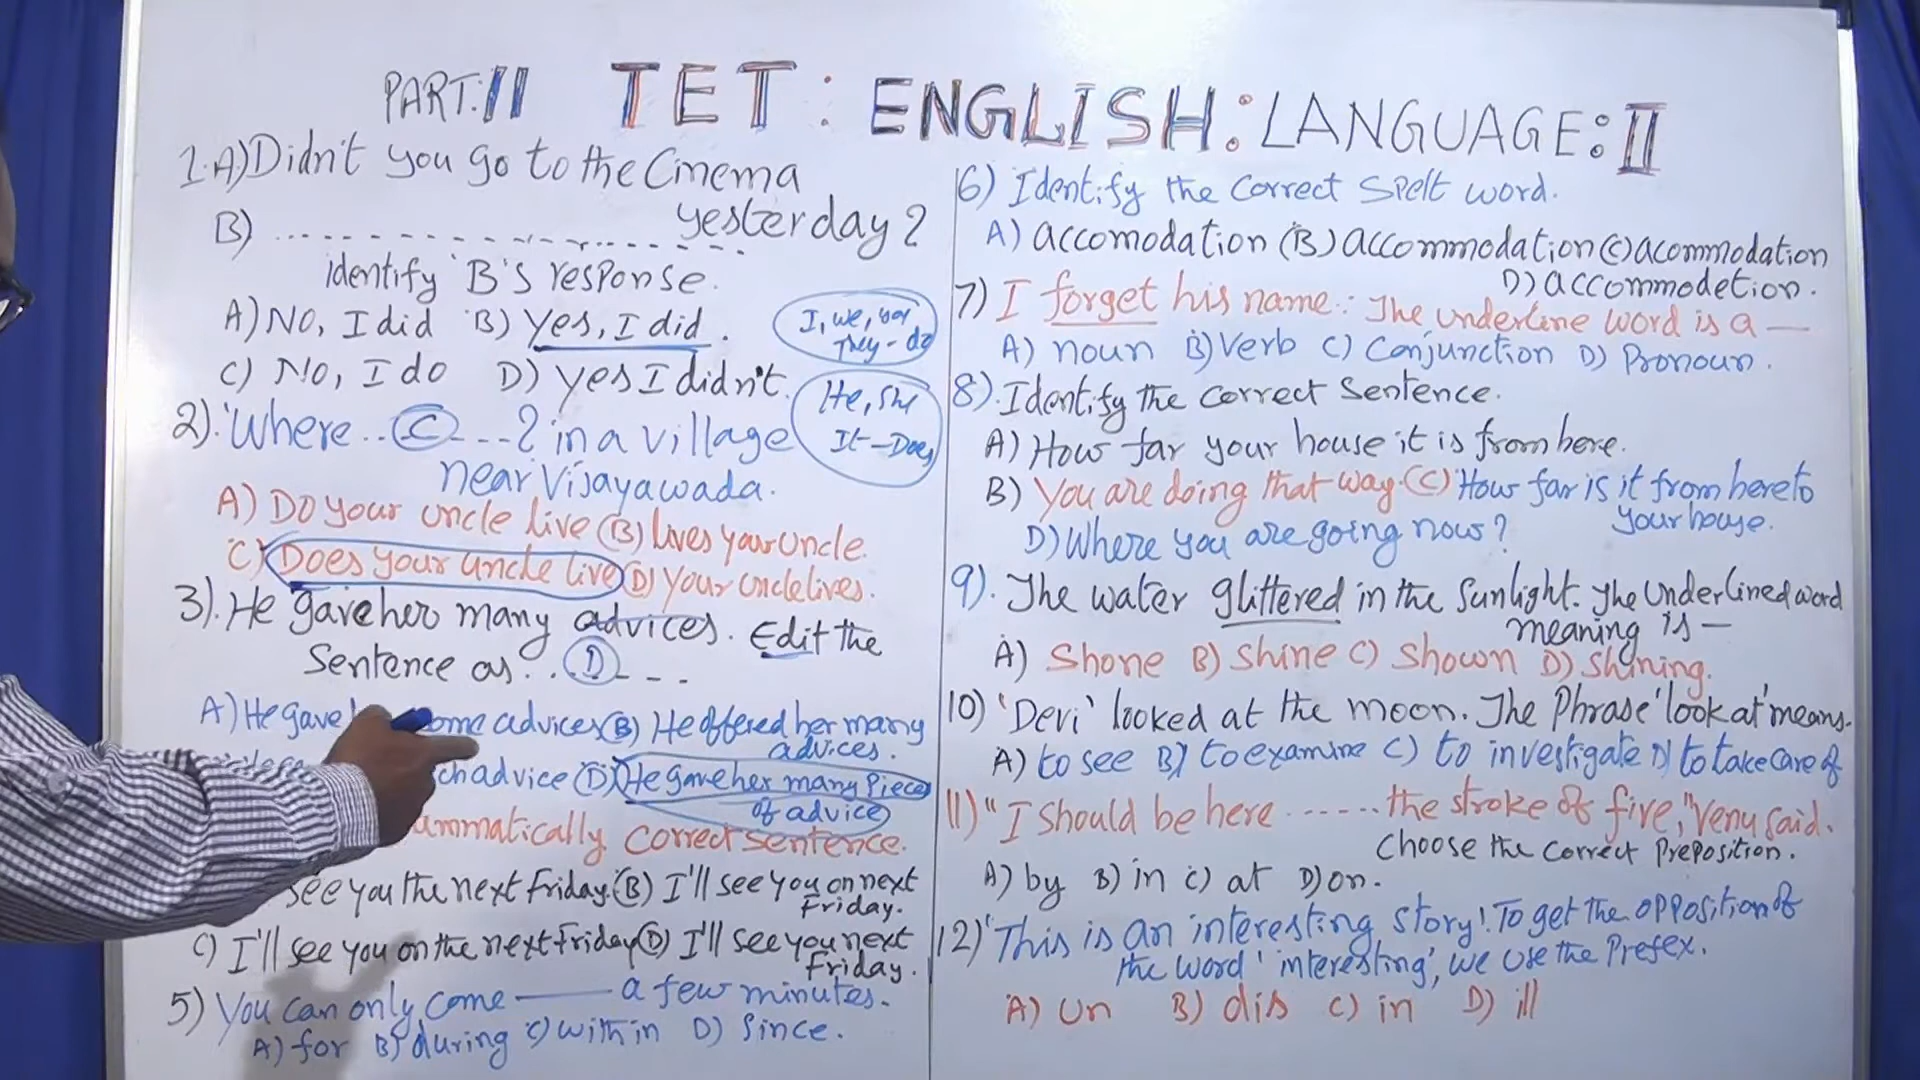 PART:II TET: ENGLISH: LANGUAGE: II
1. A) Didn't you go to the Cinema
yesterday?
B) ....................
identify 'B's response.
A) No, I did B) Yes, I did.
C) No, I do D) yes I didn't.
I, we, you
They - do
He, She
It - Does
2). 'Where .. C ....? in a village
near Vijayawada.
A) Do your uncle live (B) lives your uncle.
C) Does your uncle live (D) your uncle lives.
3). He gave her many advices. Edit the
Sentence as .. D - - -
A) He gave some advices (B) He offered her many
advices.
advice (D) He gave her many Pieces
of advice
ammatically correct sentence.
see you the next Friday. (B) I'll see you on next
Friday.
C) I'll see you on the next Friday (D) I'll see you next
Friday.
5) You can only come —— a few minutes.
A) for B) during C) within D) Since.
6) Identify the correct Spelt word.
A) accomodation (B) accommodation (C) acommodation
D) accommodetion.
7) I forget his name: The underline word is a —
A) noun B) Verb C) Conjunction D) Pronoun.
8). Identify the correct Sentence.
A) How far your house it is from here.
B) You are doing that way. (C) How far is it from here to
your house.
D) Where you are going now?
9). The water glittered in the Sunlight. The Underlined word
meaning is —
A) Shone B) Shine C) Shown D) Shining.
10) 'Devi' looked at the moon. The Phrase 'look at' means.
A) to see B) to examine C) to investigate D) to take care of
11) "I should be here ...... the stroke of five," Venu said.
Choose the correct Preposition.
A) by B) in C) at D) on.
12) 'This is an interesting story'. To get the opposition of
the word 'interesting', we use the Prefex.
A) Un B) dis C) in D) ill